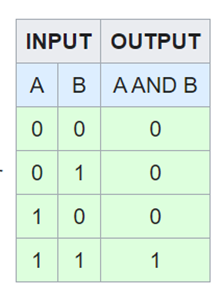 INPUT OUTPUT
A B A AND B
0 0 0
0 1 0
1 0 0
1 1 1